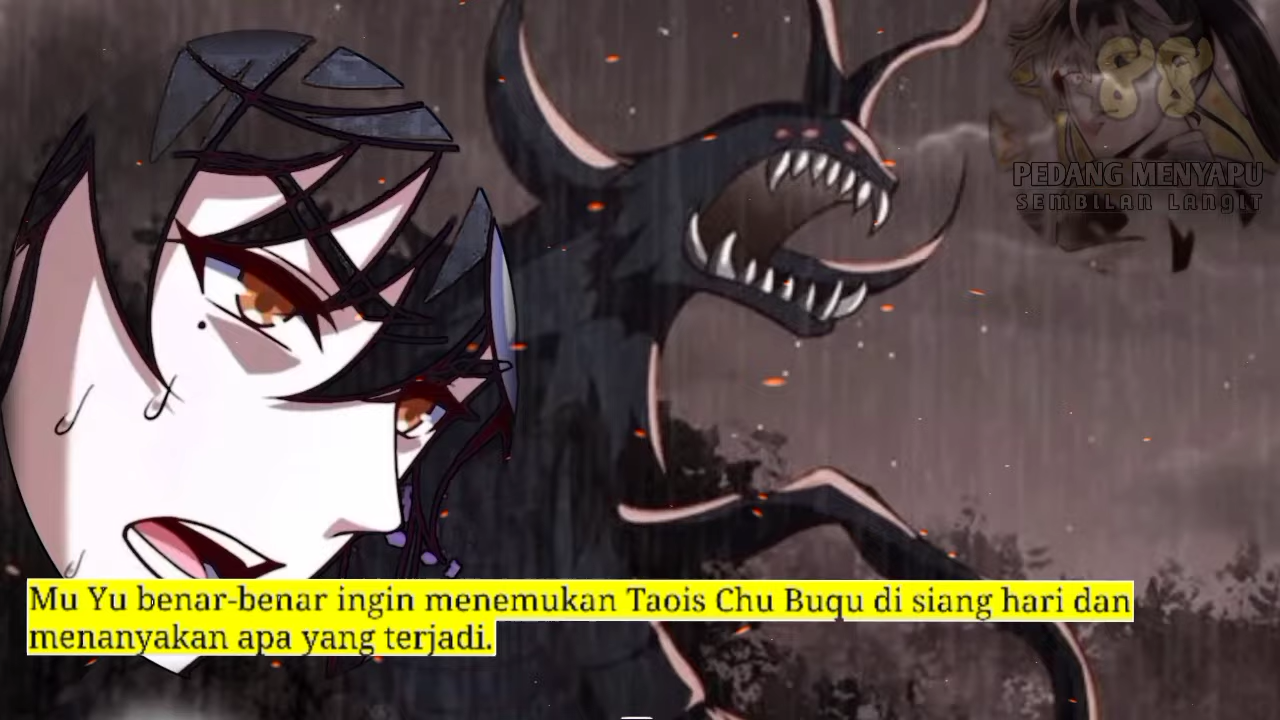 88
PEDANG MENYAPU
SEMBILAN LANGIT
Mu Yu benar-benar ingin menemukan Taois Chu Buqu di siang hari dan
menanyakan apa yang terjadi.